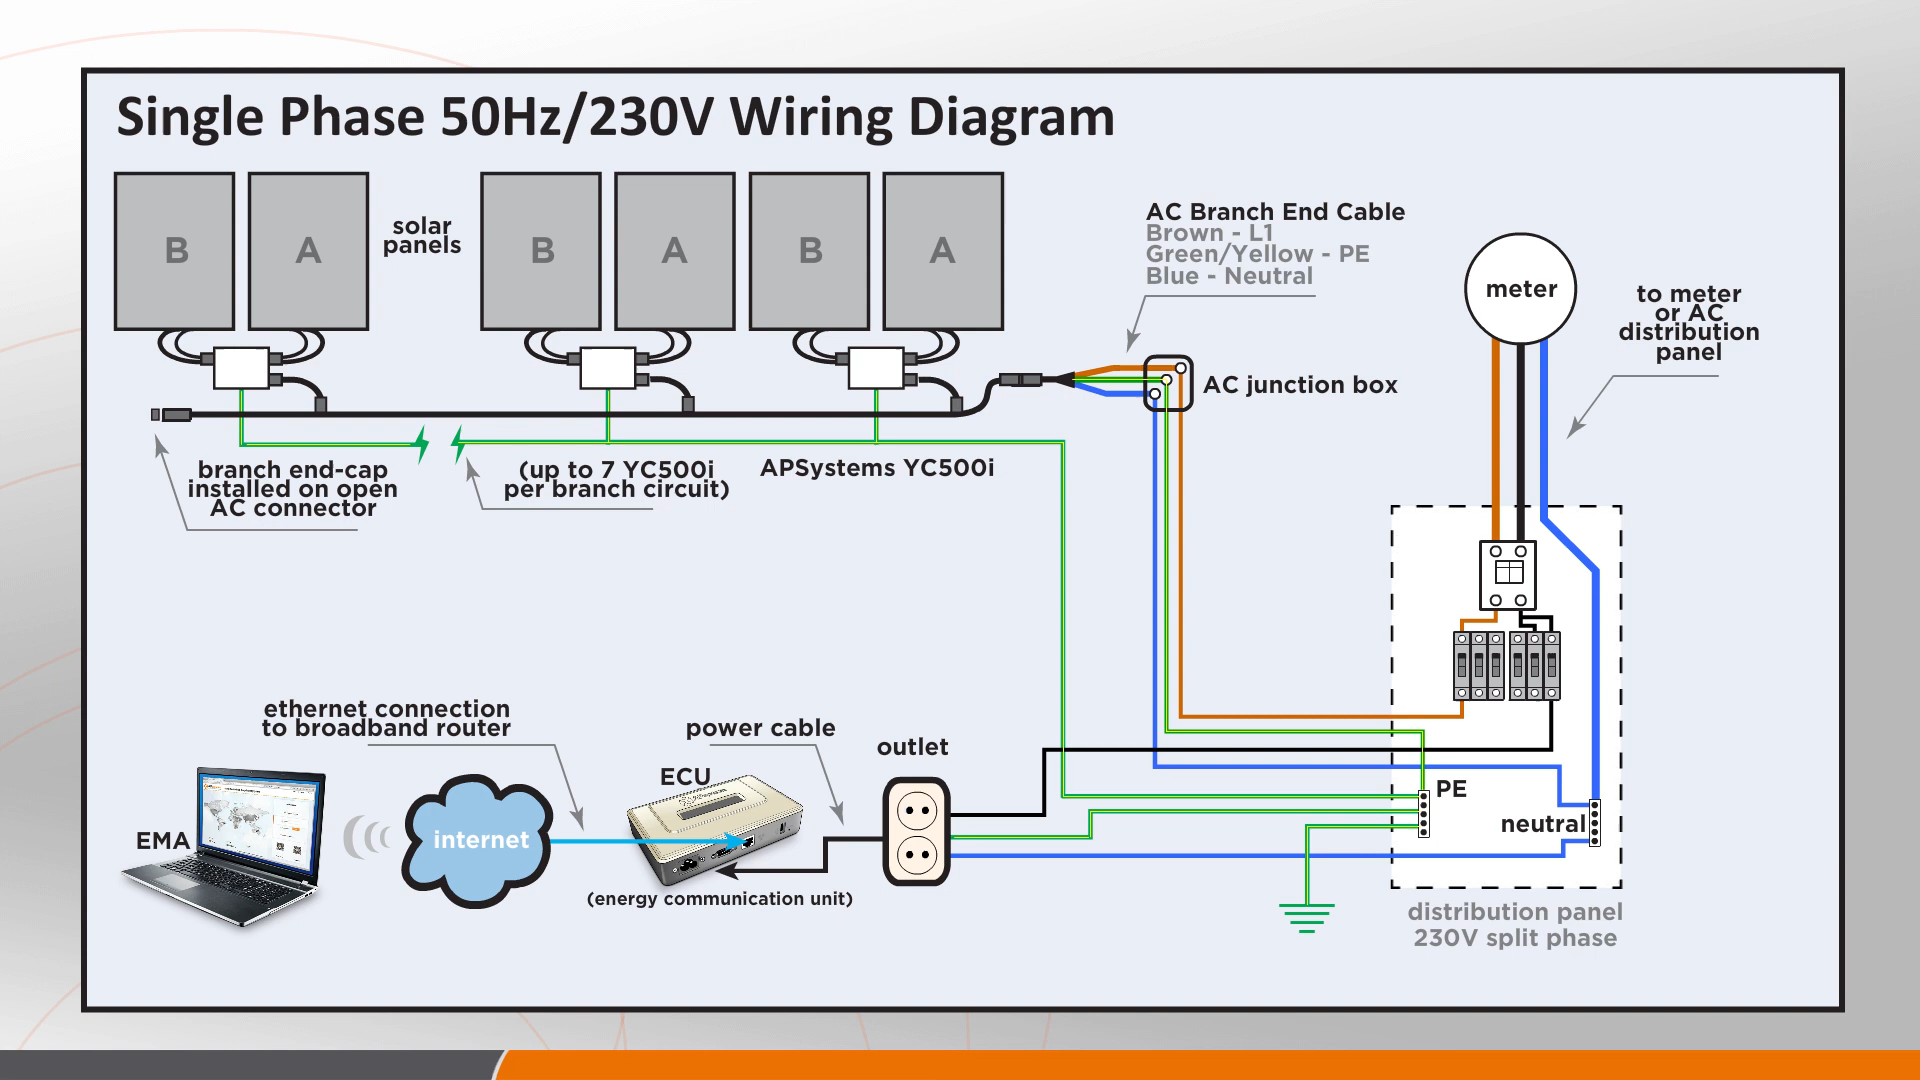 Single Phase 50Hz/230V Wiring Diagram
B
A
solar
panels
B
A
B
A
AC Branch End Cable
Brown - L1
Green/Yellow - PE
Blue - Neutral
meter
to meter
or AC
distribution
panel
AC junction box
branch end-cap
installed on open
AC connector
(up to 7 YC500i
per branch circuit)
APSystems YC500i
ethernet connection
to broadband router
power cable
outlet
ECU
EMA
internet
(energy communication unit)
PE
neutral
distribution panel
230V split phase